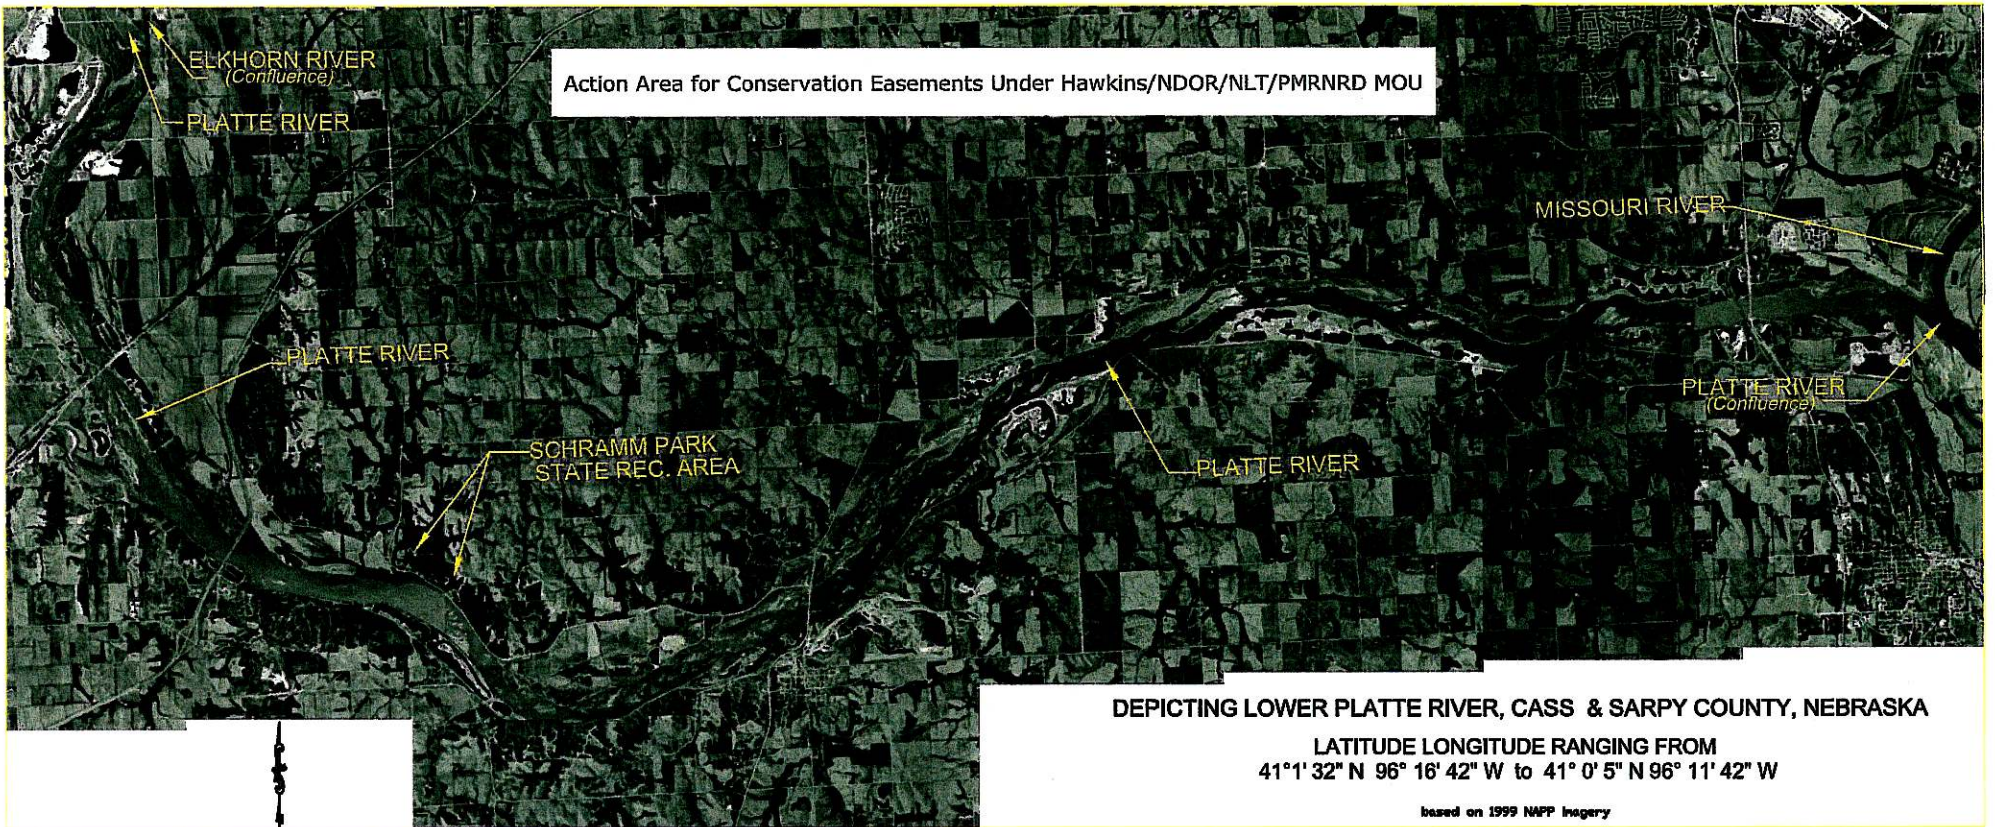 ELKHORN RIVER
(Confluence)
PLATTE RIVER
Action Area for Conservation Easements Under Hawkins/NDOR/NLT/PMRNRD MOU
MISSOURI RIVER
PLATTE RIVER
PLATTE RIVER
(Confluence)
SCHRAMM PARK
STATE REC. AREA
PLATTE RIVER
DEPICTING LOWER PLATTE RIVER, CASS & SARPY COUNTY, NEBRASKA
LATITUDE LONGITUDE RANGING FROM
41°1' 32" N 96° 16' 42" W to 41° 0' 5" N 96° 11' 42" W
based on 1999 NAPP Imagery